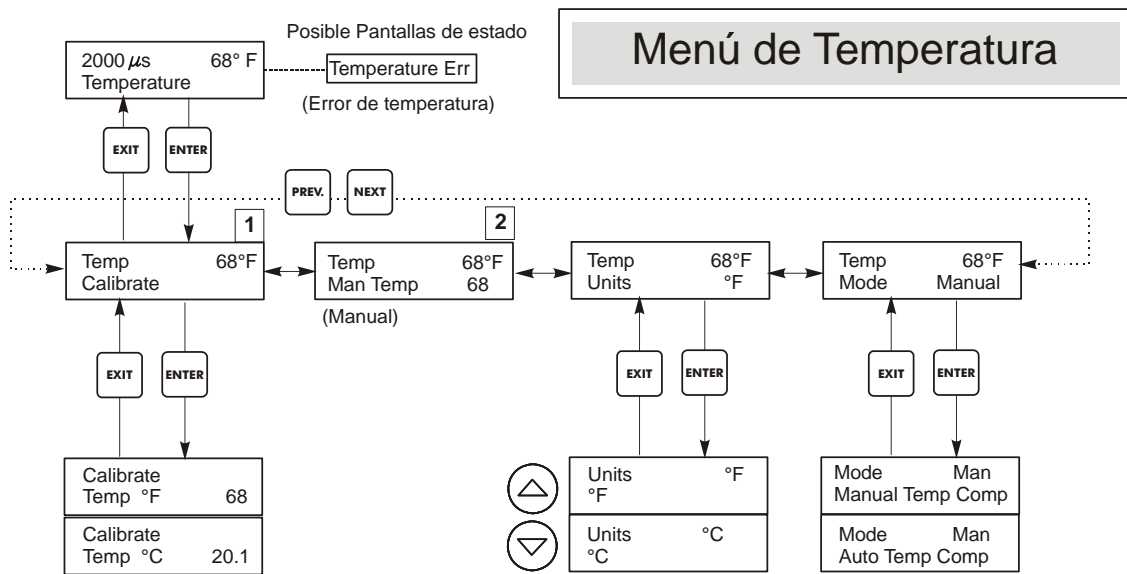 Menú de Temperatura
Posible Pantallas de estado
2000 µs 68° F
Temperature
Temperature Err
(Error de temperatura)
EXIT ENTER
PREV. NEXT
1
2
Temp 68°F
Calibrate
Temp 68°F
Man Temp 68
(Manual)
Temp 68°F
Units °F
Temp 68°F
Mode Manual
EXIT ENTER
EXIT ENTER
EXIT ENTER
Calibrate
Temp °F 68
Calibrate
Temp °C 20.1
Units °F
°F
Units °C
°C
Mode Man
Manual Temp Comp
Mode Man
Auto Temp Comp